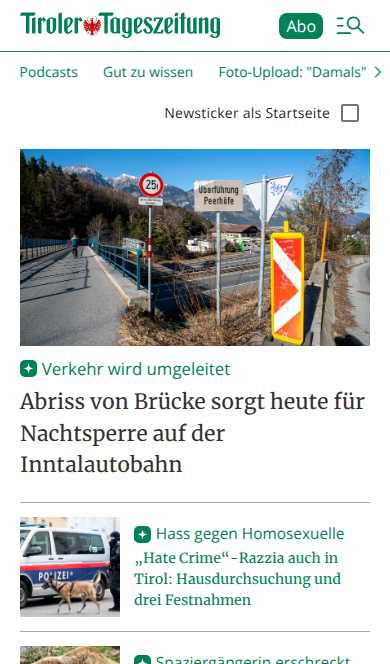 Tiroler Tageszeitung
Abo
Podcasts Gut zu wissen Foto-Upload: "Damals"
Newsticker als Startseite
25t
Überführung
Peerhöfe
Verkehr wird umgeleitet
Abriss von Brücke sorgt heute für
Nachtsperre auf der
Inntalautobahn
Hass gegen Homosexuelle
„Hate Crime“-Razzia auch in
Tirol: Hausdurchsuchung und
drei Festnahmen
POLIZEI
Spaziergängerin erschreckt